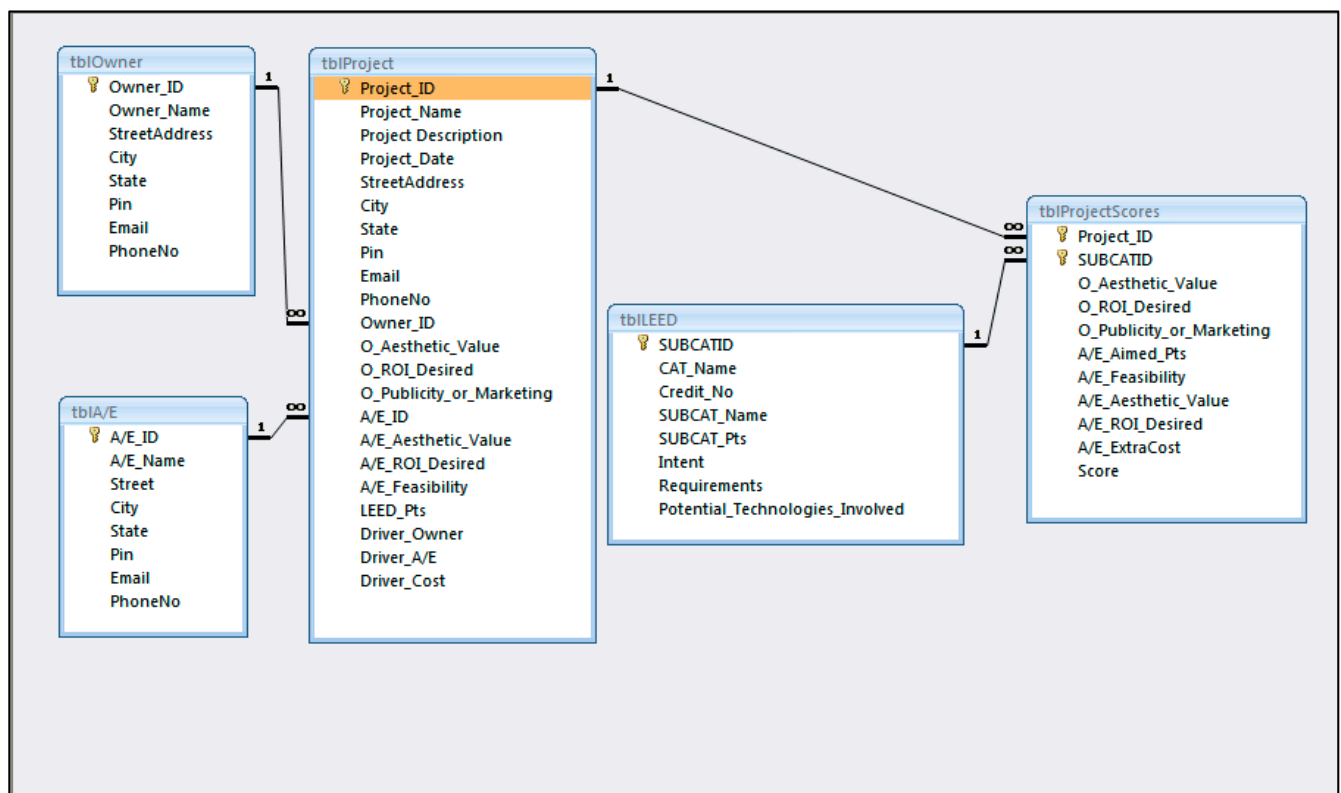 tblOwner
Owner_ID
Owner_Name
StreetAddress
City
State
Pin
Email
PhoneNo
1
∞
tblA/E
A/E_ID
A/E_Name
Street
City
State
Pin
Email
PhoneNo
1
∞
tblProject
Project_ID
Project_Name
Project Description
Project_Date
StreetAddress
City
State
Pin
Email
PhoneNo
Owner_ID
O_Aesthetic_Value
O_ROI_Desired
O_Publicity_or_Marketing
A/E_ID
A/E_Aesthetic_Value
A/E_ROI_Desired
A/E_Feasibility
LEED_Pts
Driver_Owner
Driver_A/E
Driver_Cost
1
∞
tblLEED
SUBCATID
CAT_Name
Credit_No
SUBCAT_Name
SUBCAT_Pts
Intent
Requirements
Potential_Technologies_Involved
1
∞
tblProjectScores
Project_ID
SUBCATID
O_Aesthetic_Value
O_ROI_Desired
O_Publicity_or_Marketing
A/E_Aimed_Pts
A/E_Feasibility
A/E_Aesthetic_Value
A/E_ROI_Desired
A/E_ExtraCost
Score